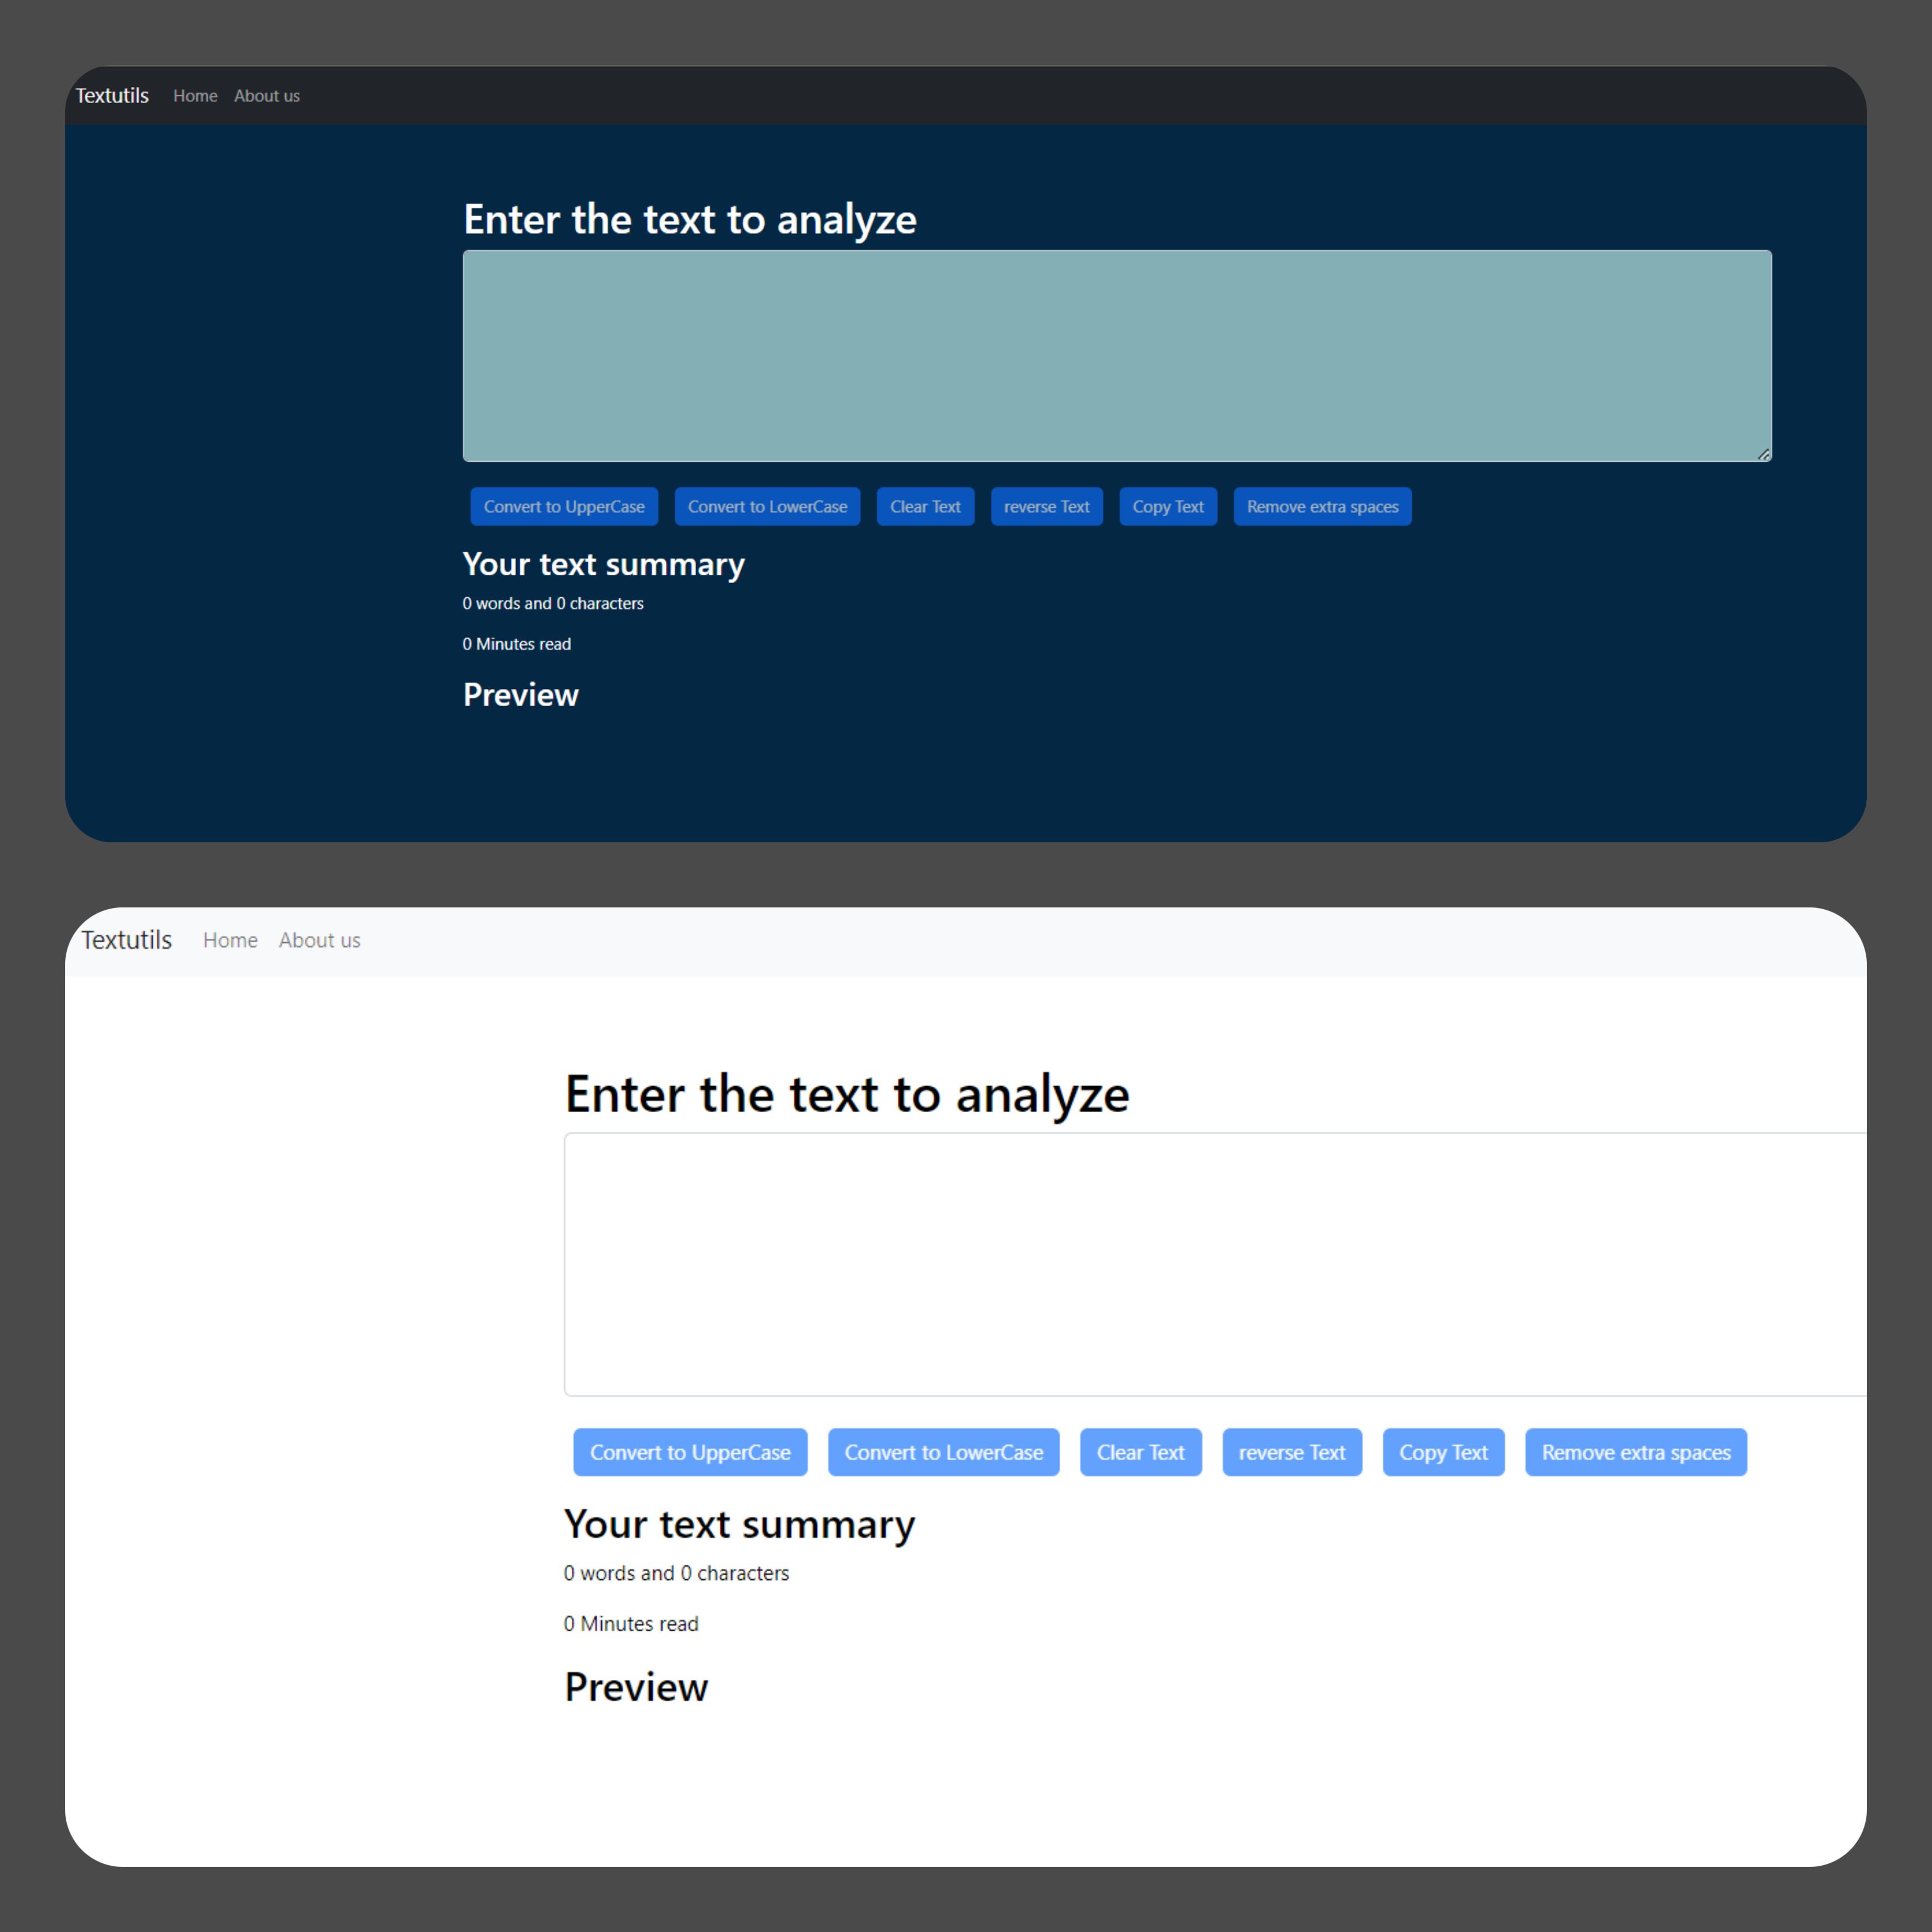 Textutils Home About us
Enter the text to analyze
Convert to UpperCase Convert to LowerCase Clear Text reverse Text Copy Text Remove extra spaces
Your text summary
0 words and 0 characters
0 Minutes read
Preview
Textutils Home About us
Enter the text to analyze
Convert to UpperCase Convert to LowerCase Clear Text reverse Text Copy Text Remove extra spaces
Your text summary
0 words and 0 characters
0 Minutes read
Preview